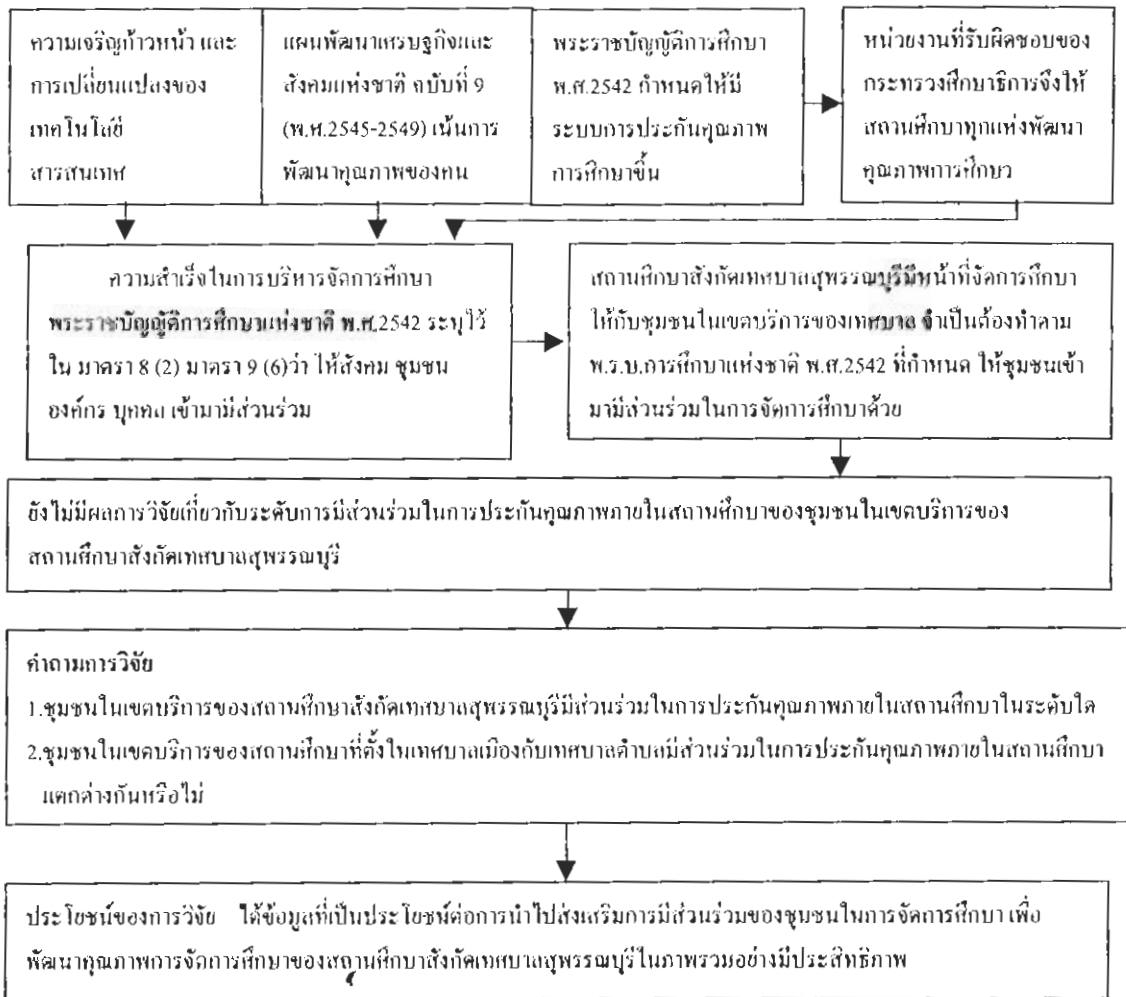 ความเจริญก้าวหน้า และ
การเปลี่ยนแปลงของ
เทคโนโลยี
สารสนเทศ
แผนพัฒนาเศรษฐกิจและ
สังคมแห่งชาติ ฉบับที่ 9
(พ.ศ.2545-2549) เน้นการ
พัฒนาคุณภาพของคน
พระราชบัญญัติการศึกษา
พ.ศ.2542 กำหนดให้มี
ระบบการประกันคุณภาพ
การศึกษาขึ้น
หน่วยงานที่รับผิดชอบของ
กระทรวงศึกษาธิการจึงให้
สถานศึกษาทุกแห่งพัฒนา
คุณภาพการศึกษา
ความสำเร็จในการบริหารจัดการศึกษา
พระราชบัญญัติการศึกษาแห่งชาติ พ.ศ.2542 ระบุไว้
ใน มาตรา 8 (2) มาตรา 9 (6)ว่า ให้สังคม ชุมชน
องค์กร บุคคล เข้ามามีส่วนร่วม
สถานศึกษาสังกัดเทศบาลสุพรรณบุรีมีหน้าที่จัดการศึกษา
ให้กับชุมชนในเขตบริการของเทศบาล จำเป็นต้องทำตาม
พ.ร.บ.การศึกษาแห่งชาติ พ.ศ.2542 ที่กำหนด ให้ชุมชนเข้า
มามีส่วนร่วมในการจัดการศึกษาด้วย
ยังไม่มีผลการวิจัยเกี่ยวกับระดับการมีส่วนร่วมในการประกันคุณภาพภายในสถานศึกษาของชุมชนในเขตบริการของ
สถานศึกษาสังกัดเทศบาลสุพรรณบุรี
คำถามการวิจัย
1.ชุมชนในเขตบริการของสถานศึกษาสังกัดเทศบาลสุพรรณบุรีมีส่วนร่วมในการประกันคุณภาพภายในสถานศึกษาในระดับใด
2.ชุมชนในเขตบริการของสถานศึกษาที่ตั้งในเทศบาลเมืองกับเทศบาลตำบลมีส่วนร่วมในการประกันคุณภาพภายในสถานศึกษา
แตกต่างกันหรือไม่
ประโยชน์ของการวิจัย ได้ข้อมูลที่เป็นประโยชน์ต่อการนำไปส่งเสริมการมีส่วนร่วมของชุมชนในการจัดการศึกษา เพื่อ
พัฒนาคุณภาพการจัดการศึกษาของสถานศึกษาสังกัดเทศบาลสุพรรณบุรีในภาพรวมอย่างมีประสิทธิภาพ